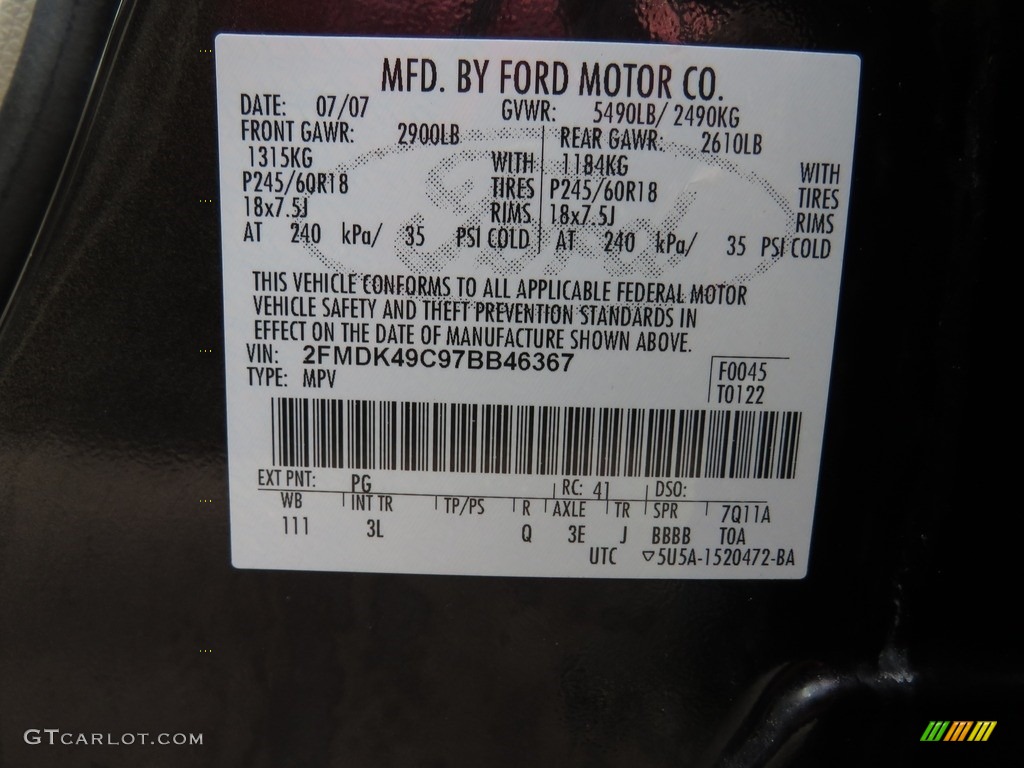 MFD. BY FORD MOTOR CO.
DATE: 07/07 GVWR: 5490LB/ 2490KG
FRONT GAWR: 2900LB REAR GAWR: 2610LB
1315KG WITH 1184KG WITH
P245/60R18 TIRES P245/60R18 TIRES
18x7.5J RIMS 18x7.5J RIMS
AT 240 kPa/ 35 PSI COLD AT 240 kPa/ 35 PSI COLD
Ford
THIS VEHICLE CONFORMS TO ALL APPLICABLE FEDERAL MOTOR
VEHICLE SAFETY AND THEFT PREVENTION STANDARDS IN
EFFECT ON THE DATE OF MANUFACTURE SHOWN ABOVE.
VIN: 2FMDK49C97BB46367
TYPE: MPV
F0045
T0122
EXT PNT: PG RC: 41 DSO:
WB INT TR TP/PS R AXLE TR SPR 7Q11A
111 3L Q 3E J BBBB TOA
UTC ▽5U5A-1520472-BA
GTCARLOT.COM